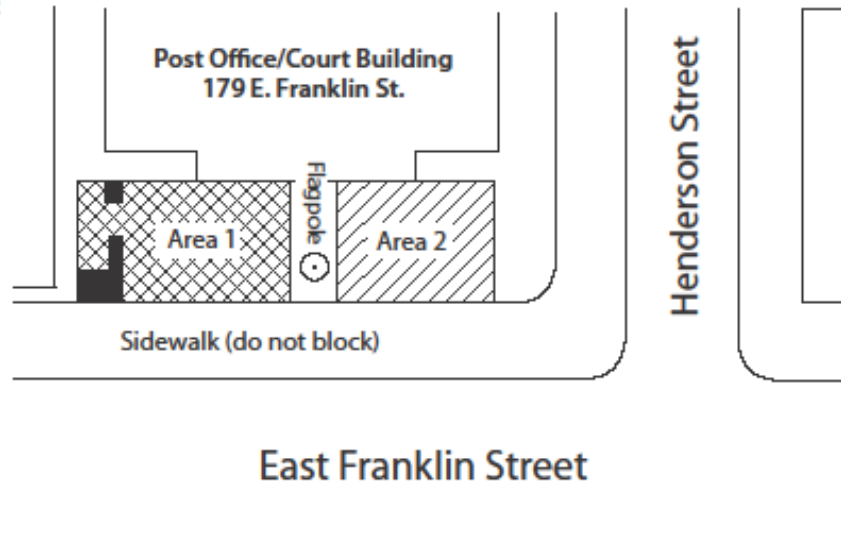 Post Office/Court Building
179 E. Franklin St.
Henderson Street
Flagpole
Area 1
Area 2
Sidewalk (do not block)
East Franklin Street